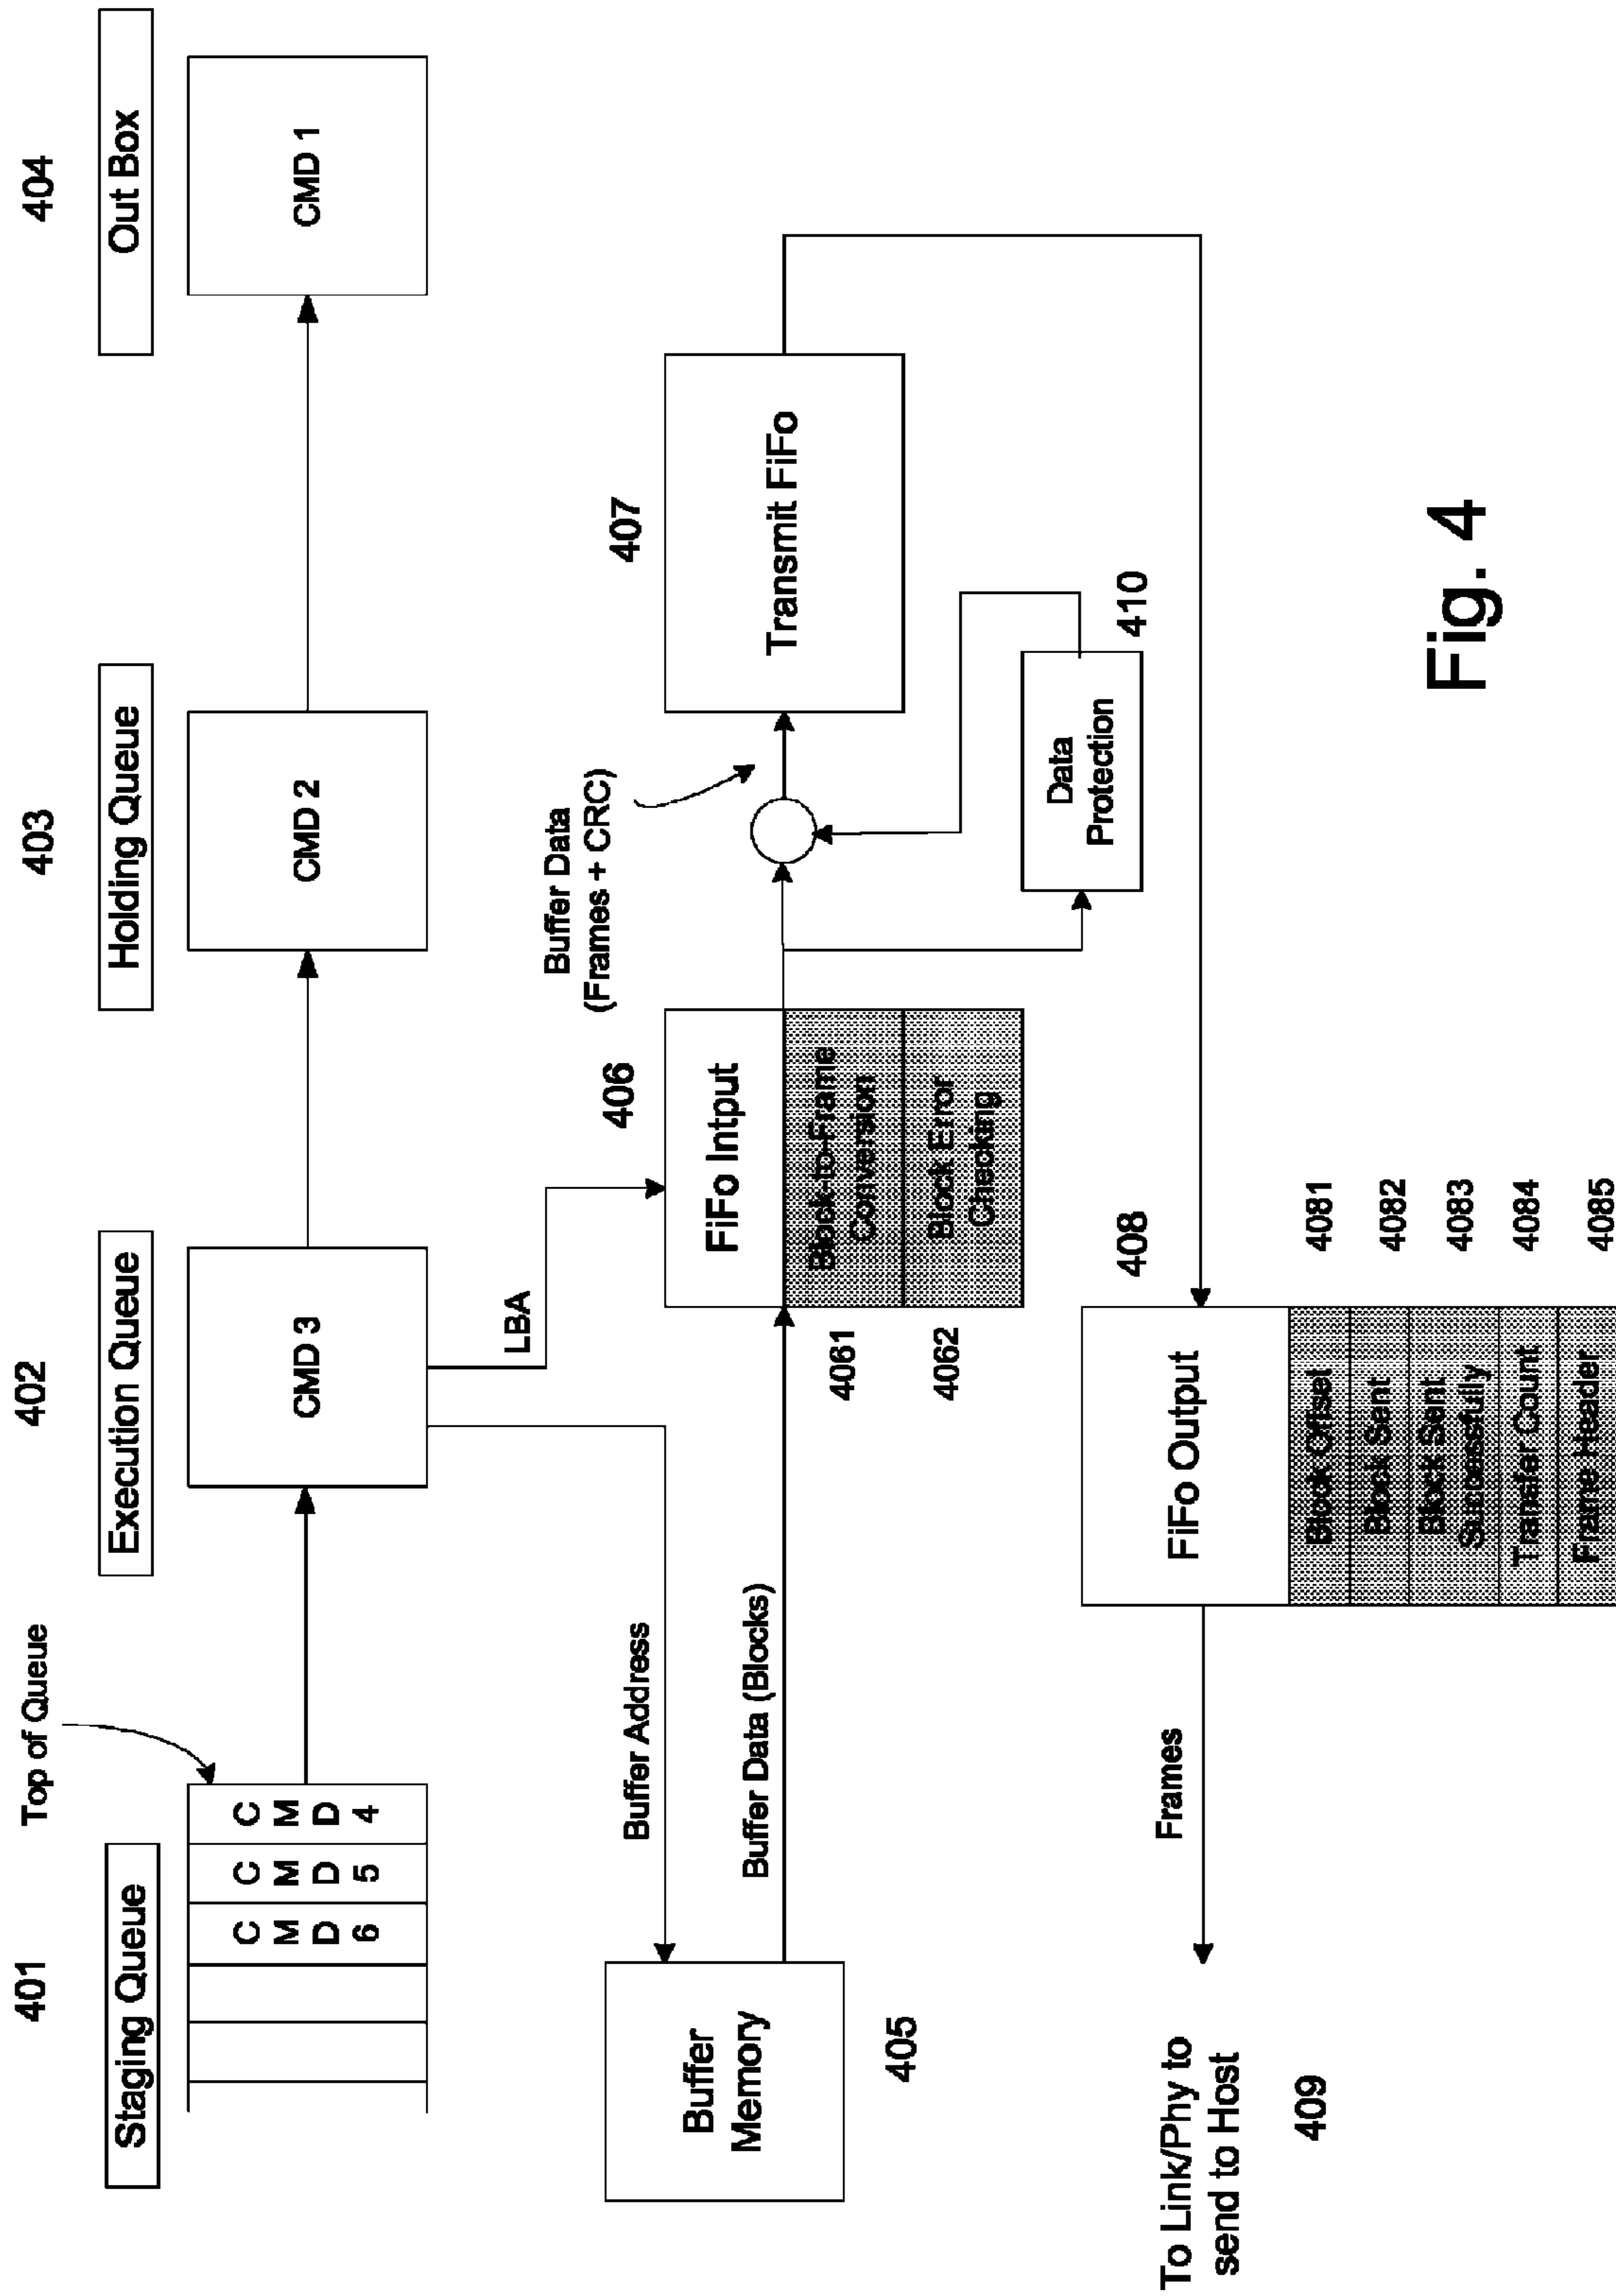 401
402
403
404
Staging Queue
Top of Queue
Execution Queue
Holding Queue
Out Box
C
M
D
6
C
M
D
5
C
M
D
4
CMD 3
CMD 2
CMD 1
LBA
Buffer Address
Buffer Data (Blocks)
Buffer
Memory
405
406
FiFo Intput
Block-to-Frame
Conversion
Block Error
Checking
4061
4062
Buffer Data
(Frames + CRC)
407
Transmit FiFo
Data
Protection
410
408
FiFo Output
Block Offset
Block Sent
Block Sent
Successfully
Transfer Count
Frame Header
4081
4082
4083
4084
4085
Frames
To Link/Phy to
send to Host
409
Fig. 4